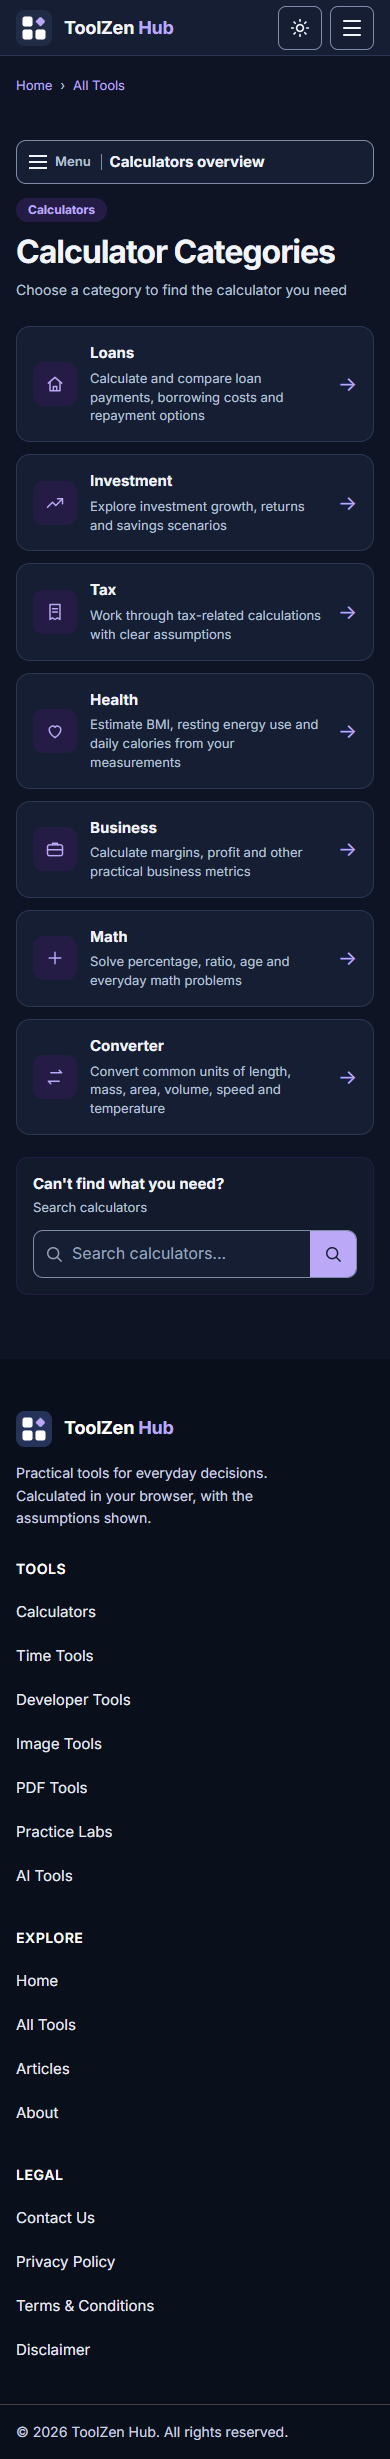 ToolZen Hub
Home › All Tools
Menu | Calculators overview
Calculators
Calculator Categories
Choose a category to find the calculator you need
Loans
Calculate and compare loan
payments, borrowing costs and
repayment options
Investment
Explore investment growth, returns
and savings scenarios
Tax
Work through tax-related calculations
with clear assumptions
Health
Estimate BMI, resting energy use and
daily calories from your
measurements
Business
Calculate margins, profit and other
practical business metrics
Math
Solve percentage, ratio, age and
everyday math problems
Converter
Convert common units of length,
mass, area, volume, speed and
temperature
Can't find what you need?
Search calculators
Search calculators...
ToolZen Hub
Practical tools for everyday decisions.
Calculated in your browser, with the
assumptions shown.
TOOLS
Calculators
Time Tools
Developer Tools
Image Tools
PDF Tools
Practice Labs
AI Tools
EXPLORE
Home
All Tools
Articles
About
LEGAL
Contact Us
Privacy Policy
Terms & Conditions
Disclaimer
© 2026 ToolZen Hub. All rights reserved.